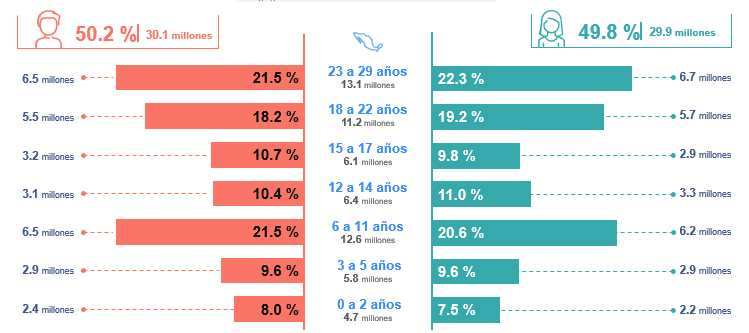 50.2 % 30.1 millones
49.8 % 29.9 millones
6.5 millones 21.5 % 23 a 29 años 22.3 % 6.7 millones
13.1 millones
5.5 millones 18.2 % 18 a 22 años 19.2 % 5.7 millones
11.2 millones
3.2 millones 10.7 % 15 a 17 años 9.8 % 2.9 millones
6.1 millones
3.1 millones 10.4 % 12 a 14 años 11.0 % 3.3 millones
6.4 millones
6.5 millones 21.5 % 6 a 11 años 20.6 % 6.2 millones
12.6 millones
2.9 millones 9.6 % 3 a 5 años 9.6 % 2.9 millones
5.8 millones
2.4 millones 8.0 % 0 a 2 años 7.5 % 2.2 millones
4.7 millones